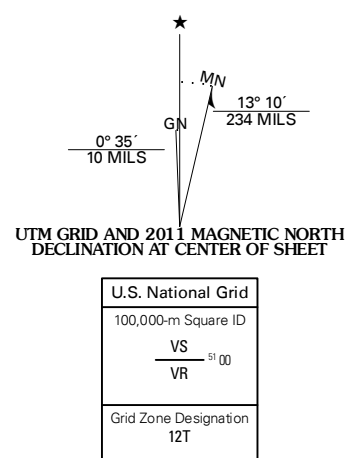 ★
MN
GN
13° 10´
234 MILS
0° 35´
10 MILS
UTM GRID AND 2011 MAGNETIC NORTH
DECLINATION AT CENTER OF SHEET
U.S. National Grid
100,000-m Square ID
VS
51 00
VR
Grid Zone Designation
12T